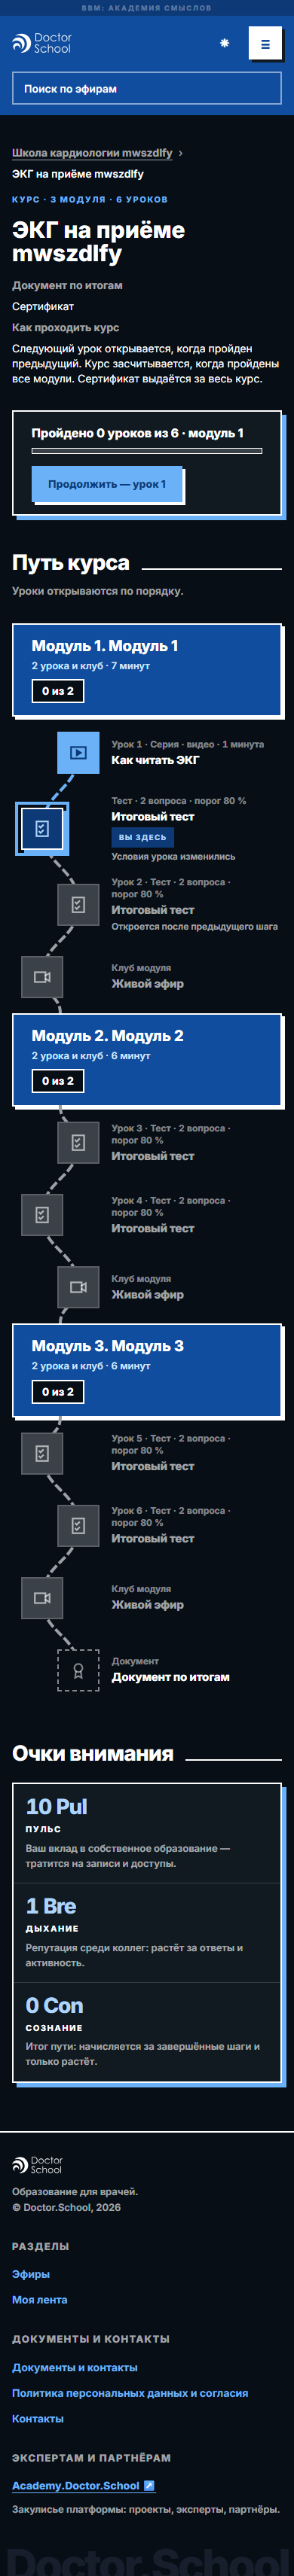 ВВМ: АКАДЕМИЯ СМЫСЛОВ
Doctor
School
Поиск по эфирам
Школа кардиологии mwszdlfy ›
ЭКГ на приёме mwszdlfy
КУРС · 3 МОДУЛЯ · 6 УРОКОВ
ЭКГ на приёме
mwszdlfy
Документ по итогам
Сертификат
Как проходить курс
Следующий урок открывается, когда пройден
предыдущий. Курс засчитывается, когда пройдены
все модули. Сертификат выдаётся за весь курс.
Пройдено 0 уроков из 6 · модуль 1
Продолжить — урок 1
Путь курса
Уроки открываются по порядку.
Модуль 1. Модуль 1
2 урока и клуб · 7 минут
0 из 2
Урок 1 · Серия · видео · 1 минута
Как читать ЭКГ
Тест · 2 вопроса · порог 80 %
Итоговый тест
ВЫ ЗДЕСЬ
Условия урока изменились
Урок 2 · Тест · 2 вопроса ·
порог 80 %
Итоговый тест
Откроется после предыдущего шага
Клуб модуля
Живой эфир
Модуль 2. Модуль 2
2 урока и клуб · 6 минут
0 из 2
Урок 3 · Тест · 2 вопроса ·
порог 80 %
Итоговый тест
Урок 4 · Тест · 2 вопроса ·
порог 80 %
Итоговый тест
Клуб модуля
Живой эфир
Модуль 3. Модуль 3
2 урока и клуб · 6 минут
0 из 2
Урок 5 · Тест · 2 вопроса ·
порог 80 %
Итоговый тест
Урок 6 · Тест · 2 вопроса ·
порог 80 %
Итоговый тест
Клуб модуля
Живой эфир
Документ
Документ по итогам
Очки внимания
10 Pul
ПУЛЬС
Ваш вклад в собственное образование —
тратится на записи и доступы.
1 Bre
ДЫХАНИЕ
Репутация среди коллег: растёт за ответы и
активность.
0 Con
СОЗНАНИЕ
Итог пути: начисляется за завершённые шаги и
только растёт.
Doctor
School
Образование для врачей.
© Doctor.School, 2026
РАЗДЕЛЫ
Эфиры
Моя лента
ДОКУМЕНТЫ И КОНТАКТЫ
Документы и контакты
Политика персональных данных и согласия
Контакты
ЭКСПЕРТАМ И ПАРТНЁРАМ
Academy.Doctor.School
Закулисье платформы: проекты, эксперты, партнёры.
Doctor.School